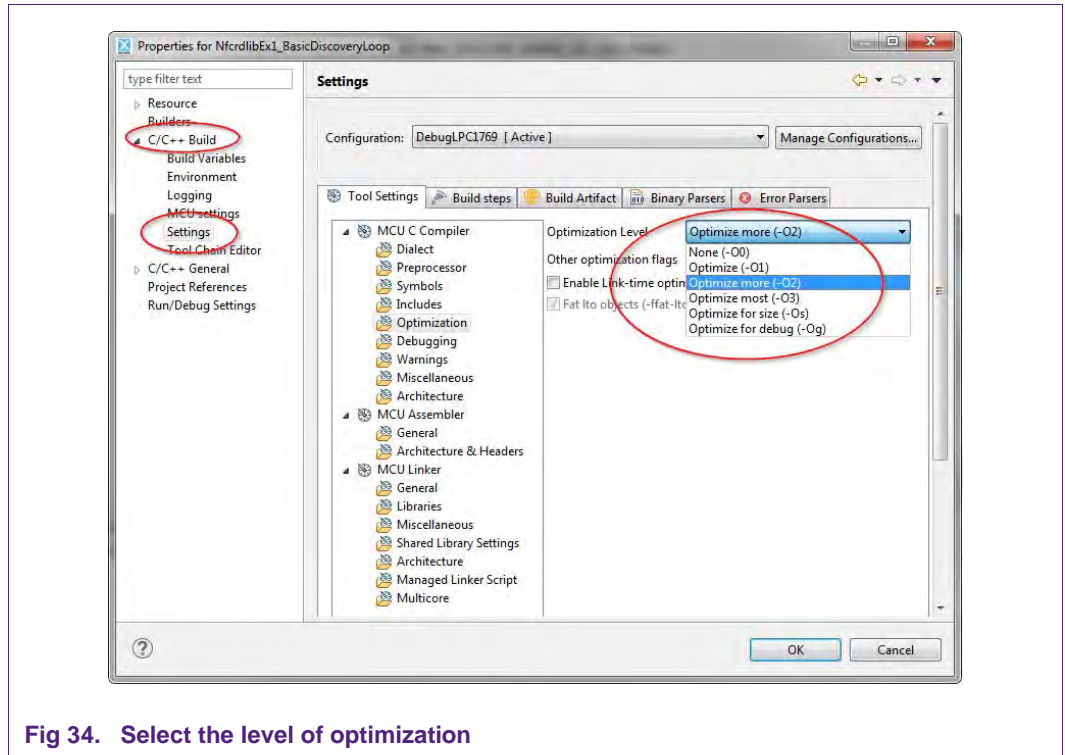 Properties for NfcrdlibEx1_BasicDiscoveryLoop
type filter text
Resource
Builders
C/C++ Build
Build Variables
Environment
Logging
MCU settings
Settings
Tool Chain Editor
C/C++ General
Project References
Run/Debug Settings
Settings
Configuration: DebugLPC1769 [ Active ]
Manage Configurations...
Tool Settings Build steps Build Artifact Binary Parsers Error Parsers
MCU C Compiler
Dialect
Preprocessor
Symbols
Includes
Optimization
Debugging
Warnings
Miscellaneous
Architecture
MCU Assembler
General
Architecture & Headers
MCU Linker
General
Libraries
Miscellaneous
Shared Library Settings
Architecture
Managed Linker Script
Multicore
Optimization Level Optimize more (-O2)
Other optimization flags
Enable Link-time optin
Fat lto objects (-ffat-lto
None (-O0)
Optimize (-O1)
Optimize more (-O2)
Optimize most (-O3)
Optimize for size (-Os)
Optimize for debug (-Og)
OK Cancel
Fig 34. Select the level of optimization